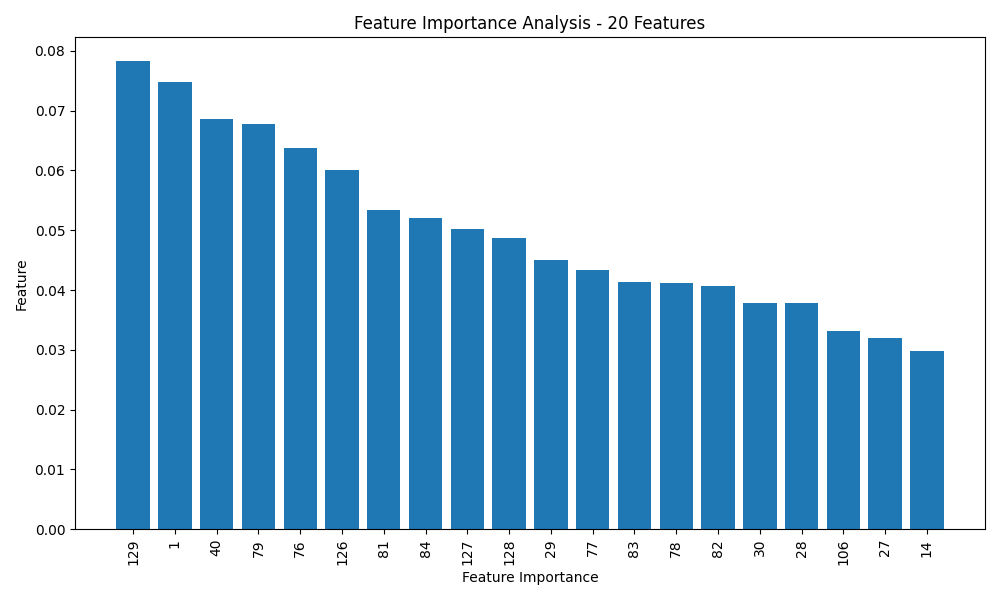 Feature Importance Analysis - 20 Features
0.08
0.07
0.06
0.05
0.04
0.03
0.02
0.01
0.00
Feature
129 1 40 79 76 126 81 84 127 128 29 77 83 78 82 30 28 106 27 14
Feature Importance